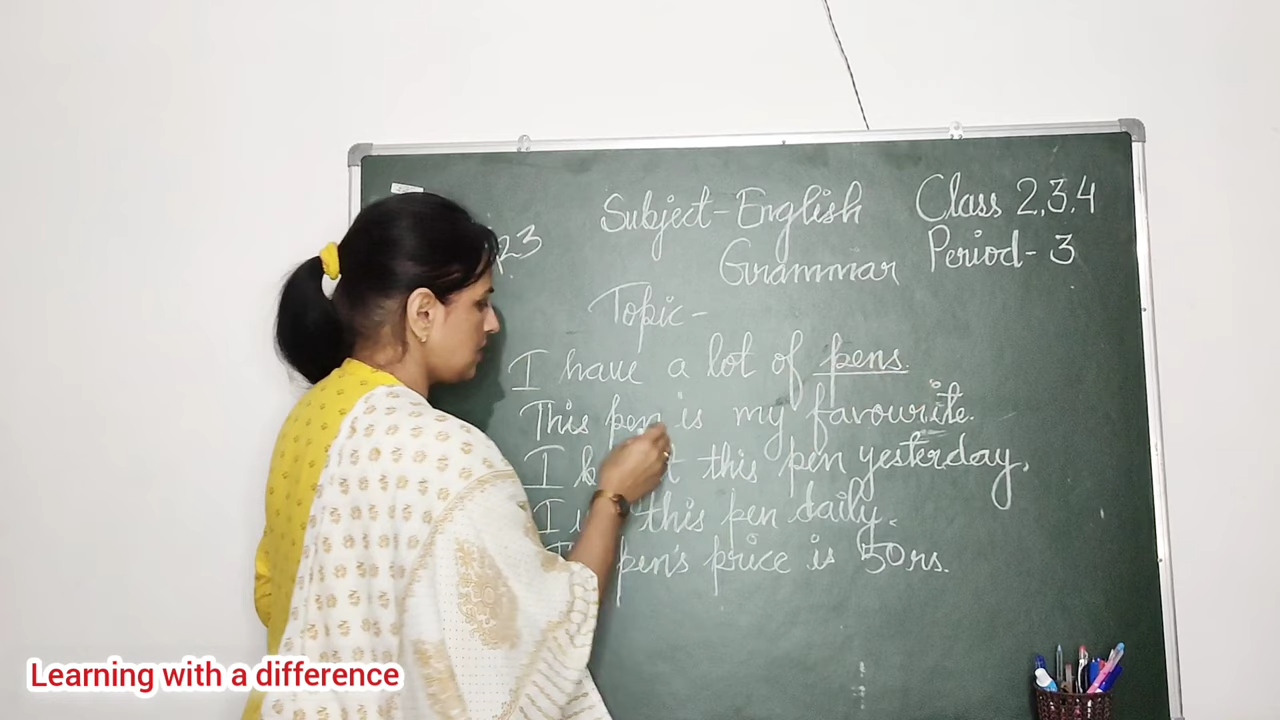 Subject-English Class 2,3,4
23 Grammar Period-3
Topic-
I have a lot of pens.
This pen is my favourite.
I this pen yesterday.
I this pen daily.
pen's price is 50rs.
Learning with a difference